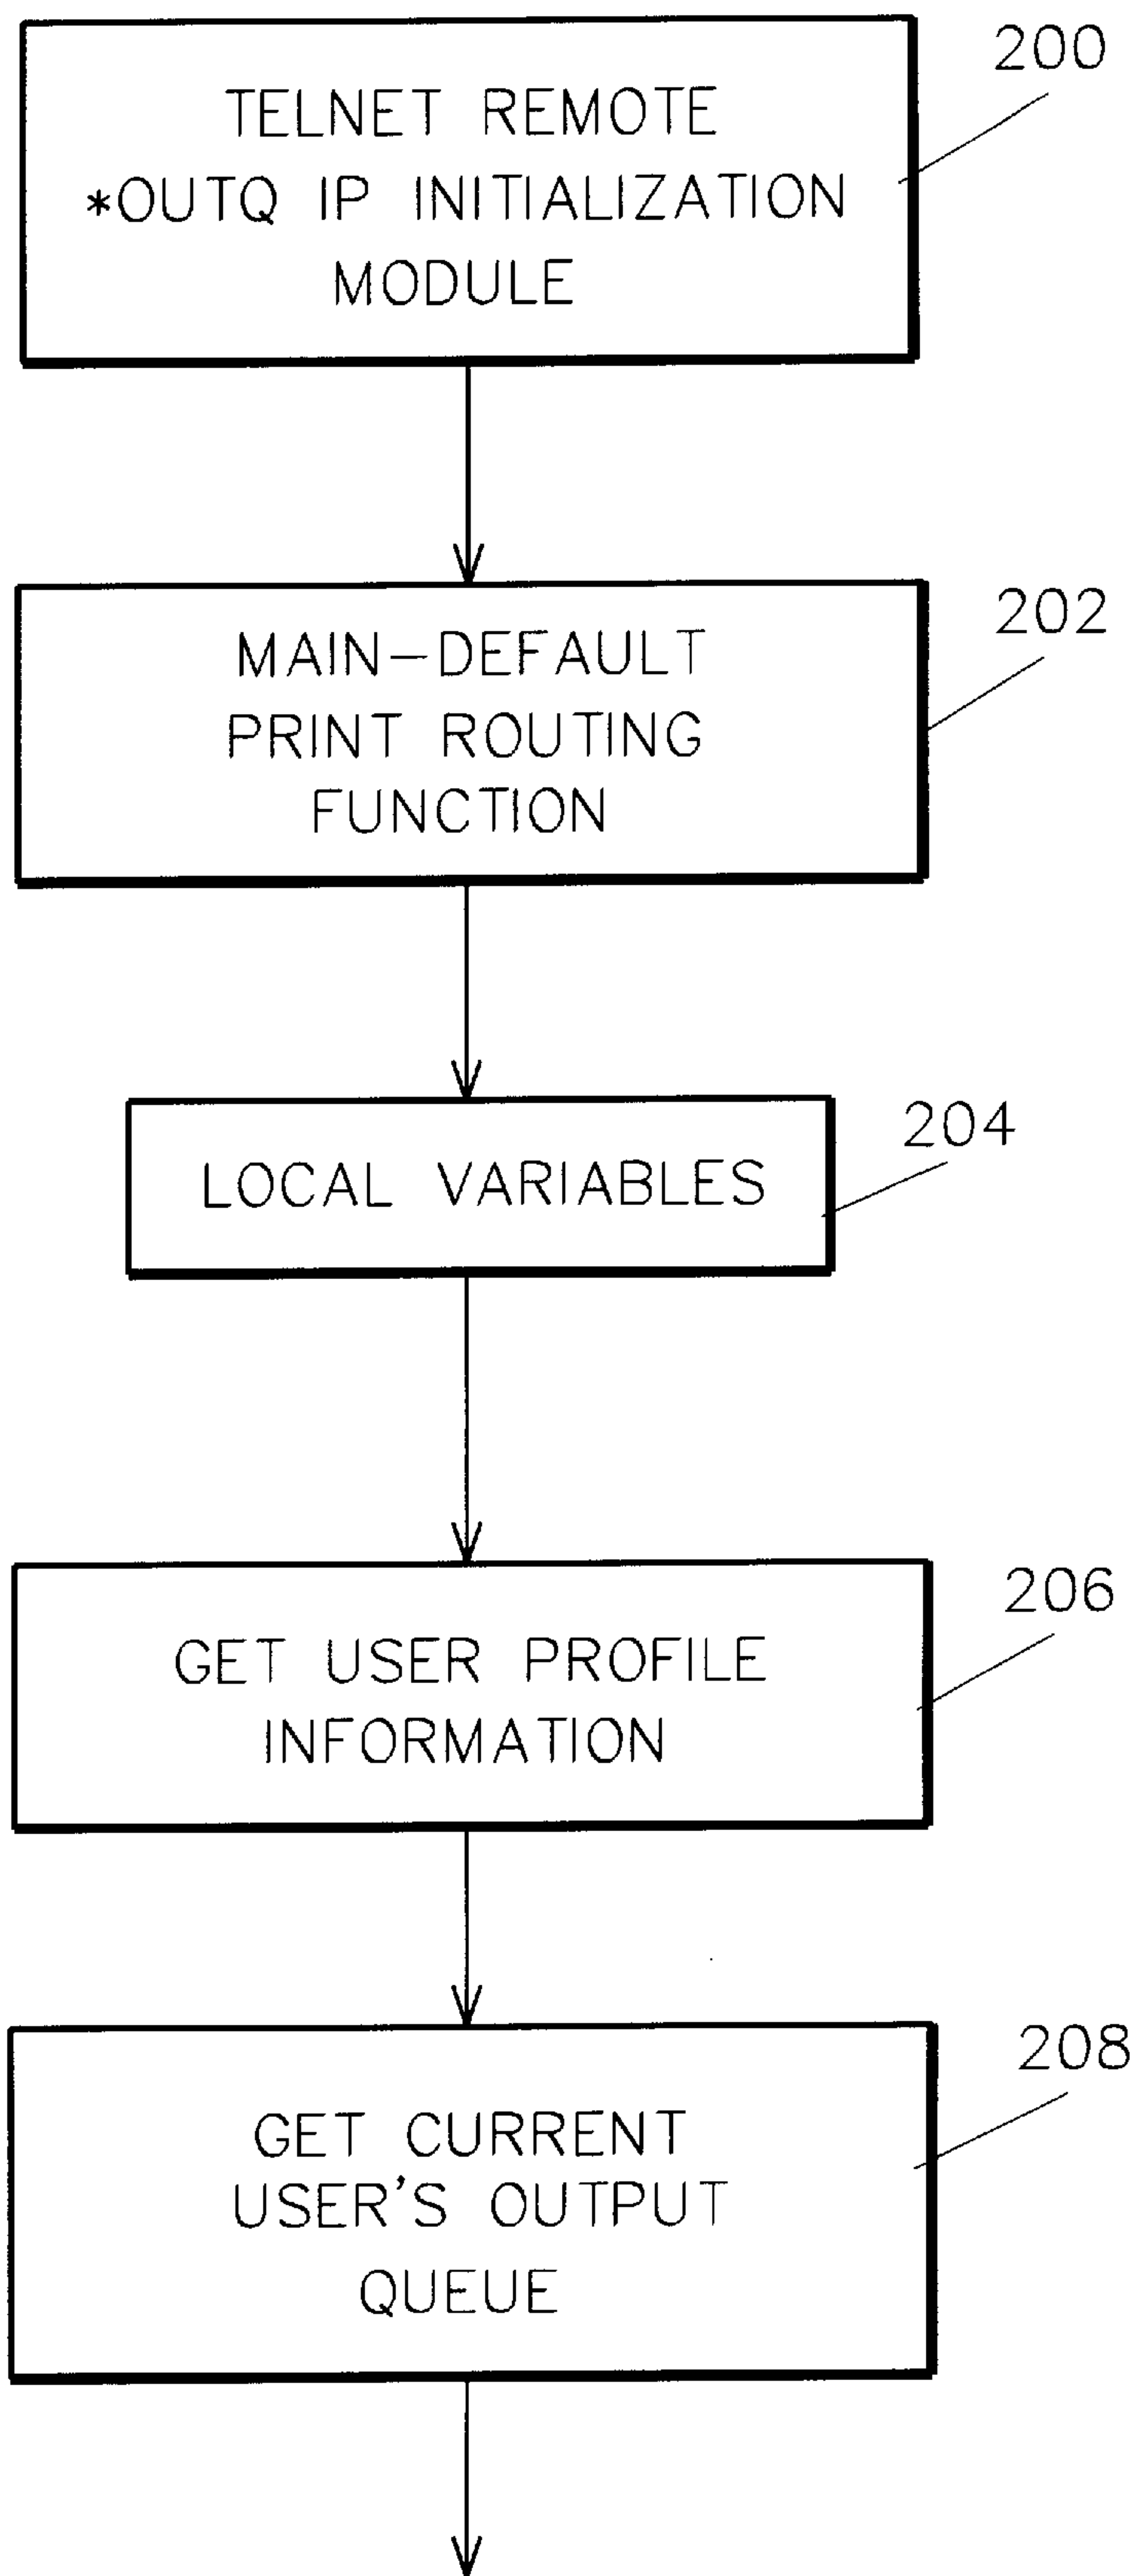 200
TELNET REMOTE
*OUTQ IP INITIALIZATION
MODULE
202
MAIN-DEFAULT
PRINT ROUTING
FUNCTION
204
LOCAL VARIABLES
206
GET USER PROFILE
INFORMATION
208
GET CURRENT
USER'S OUTPUT
QUEUE